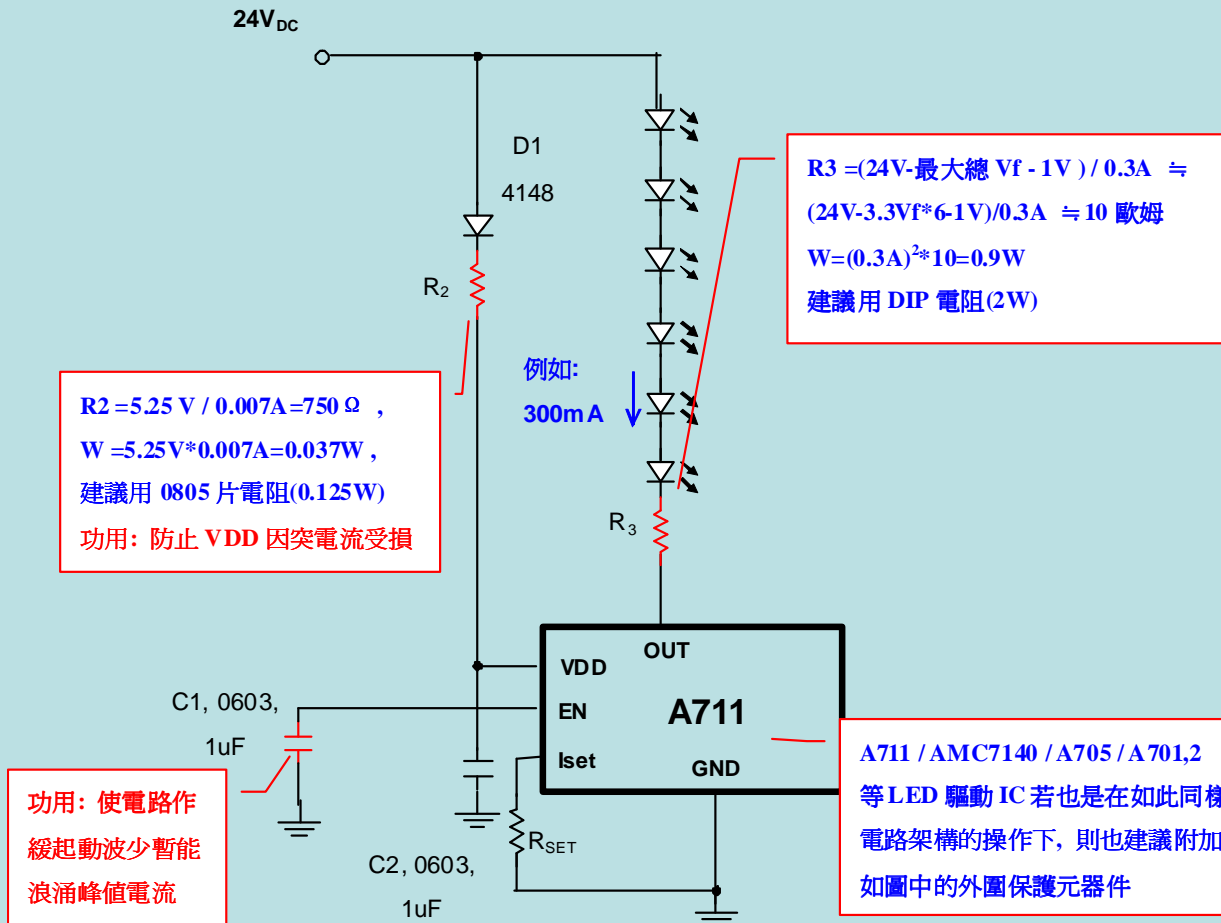 24VDC
D1
4148
R3 =(24V-最大總 Vf - 1V ) / 0.3A ≒
(24V-3.3Vf*6-1V)/0.3A ≒10 歐姆
W=(0.3A)²*10=0.9W
建議用 DIP 電阻(2W)
R2
例如:
300mA
R2 =5.25 V / 0.007A=750 Ω ,
W =5.25V*0.007A=0.037W ,
建議用 0805 片電阻(0.125W)
功用: 防止 VDD 因突電流受損
R3
OUT
VDD
EN
Iset
A711
GND
C1, 0603,
1uF
功用: 使電路作
緩起動波少暫能
浪涌峰值電流
RSET
C2, 0603,
1uF
A711 / AMC7140 / A705 / A701,2
等 LED 驅動 IC 若也是在如此同樣
電路架構的操作下, 則也建議附加
如圖中的外圍保護元器件